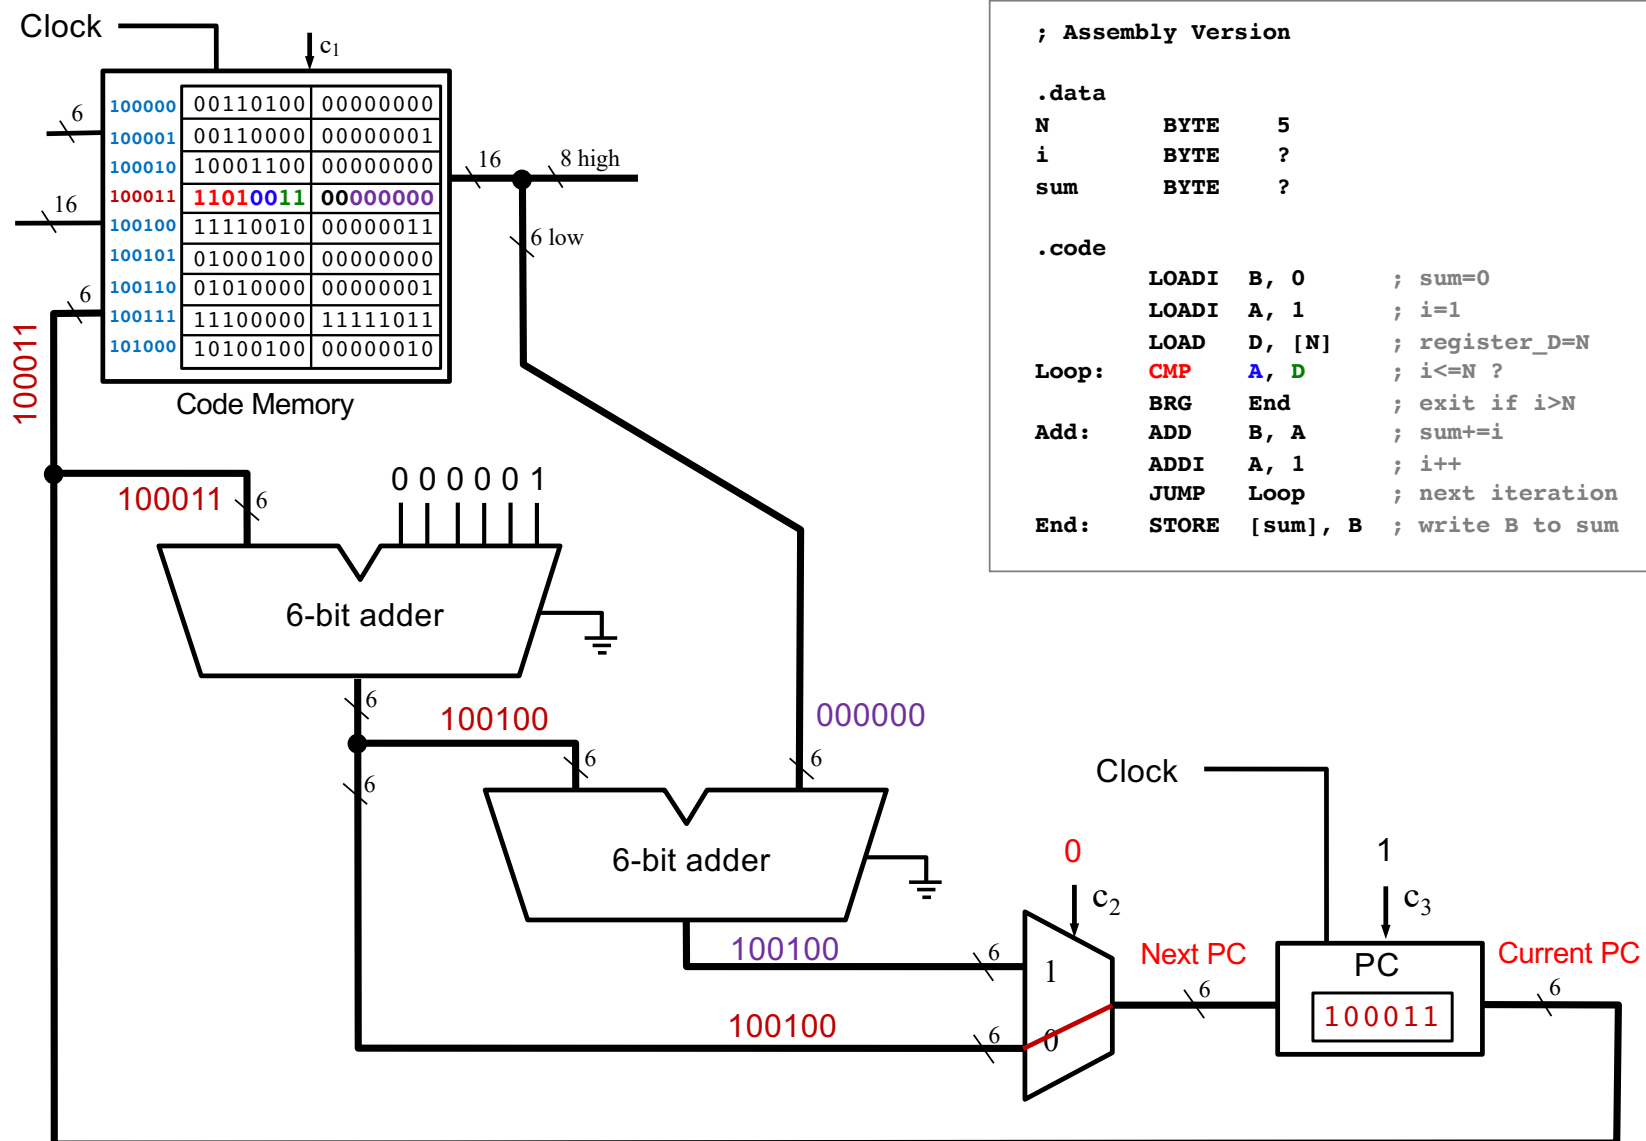 Clock
c1
6
16
6
100000 00110100 00000000
100001 00110000 00000001
100010 10001100 00000000
100011 11010011 00000000
100100 11110010 00000011
100101 01000100 00000000
100110 01010000 00000001
100111 11100000 11111011
101000 10100100 00000010
Code Memory
16
8 high
6 low
100011
; Assembly Version
.data
N BYTE 5
i BYTE ?
sum BYTE ?
.code
LOADI B, 0 ; sum=0
LOADI A, 1 ; i=1
LOAD D, [N] ; register_D=N
Loop: CMP A, D ; i<=N ?
BRG End ; exit if i>N
Add: ADD B, A ; sum+=i
ADDI A, 1 ; i++
JUMP Loop ; next iteration
End: STORE [sum], B ; write B to sum
100011
6
0 0 0 0 0 1
6-bit adder
6
100100
6
6
000000
6
6-bit adder
100100
6
100100
6
0
c2
1
0
Next PC
6
Clock
1
c3
PC
100011
Current PC
6